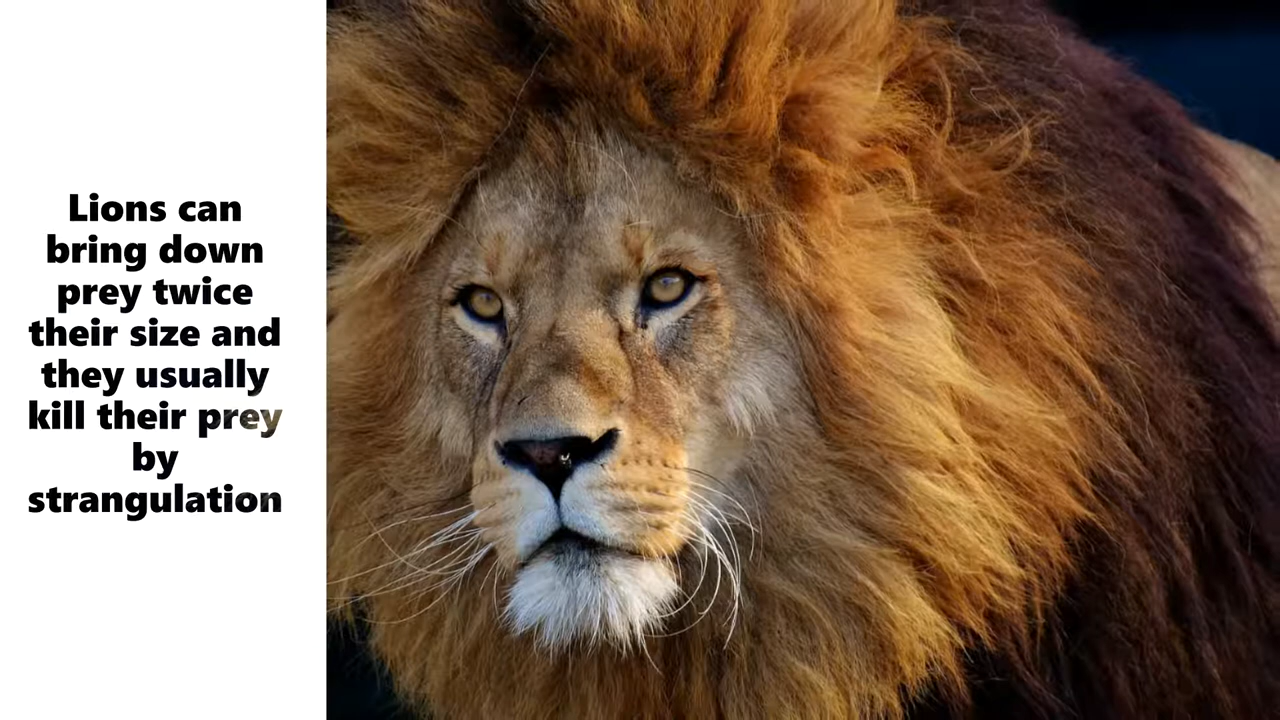 Lions can
bring down
prey twice
their size and
they usually
kill their prey
by
strangulation